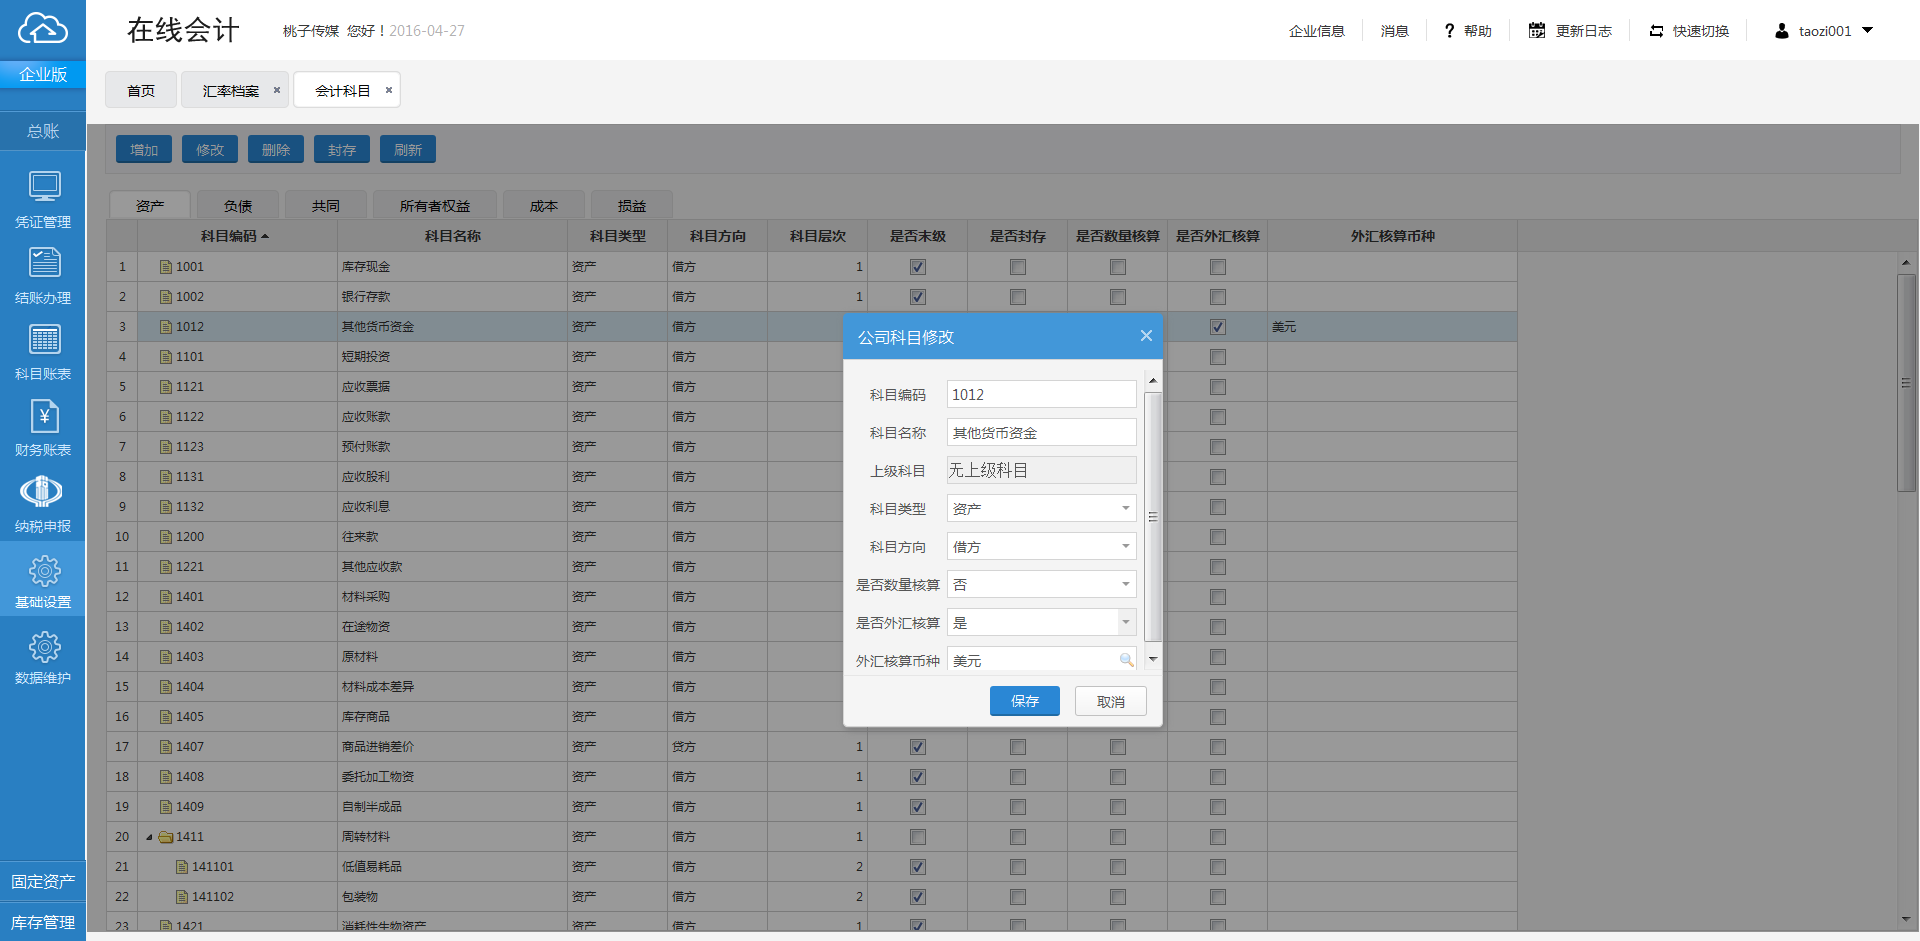 在线会计 桃子传媒 您好！2016-04-27 企业信息 消息 ? 帮助 更新日志 快速切换 taozi001
企业版
首页 汇率档案 × 会计科目 ×
总账
增加 修改 删除 封存 刷新
凭证管理
结账办理
科目账表
财务账表
纳税申报
基础设置
数据维护
固定资产
库存管理
资产 负债 共同 所有者权益 成本 损益
科目编码 科目名称 科目类型 科目方向 科目层次 是否末级 是否封存 是否数量核算 是否外汇核算 外汇核算币种
1 1001 库存现金 资产 借方 1
2 1002 银行存款 资产 借方 1
3 1012 其他货币资金 资产 借方 美元
4 1101 短期投资 资产 借方
5 1121 应收票据 资产 借方
6 1122 应收账款 资产 借方
7 1123 预付账款 资产 借方
8 1131 应收股利 资产 借方
9 1132 应收利息 资产 借方
10 1200 往来款 资产 借方
11 1221 其他应收款 资产 借方
12 1401 材料采购 资产 借方
13 1402 在途物资 资产 借方
14 1403 原材料 资产 借方
15 1404 材料成本差异 资产 借方
16 1405 库存商品 资产 借方
17 1407 商品进销差价 资产 贷方 1
18 1408 委托加工物资 资产 借方 1
19 1409 自制半成品 资产 借方 1
20 1411 周转材料 资产 借方 1
21 141101 低值易耗品 资产 借方 2
22 141102 包装物 资产 借方 2
23 1421 消耗性生物资产 资产 借方 1
公司科目修改 ×
科目编码 1012
科目名称 其他货币资金
上级科目 无上级科目
科目类型 资产
科目方向 借方
是否数量核算 否
是否外汇核算 是
外汇核算币种 美元
保存 取消